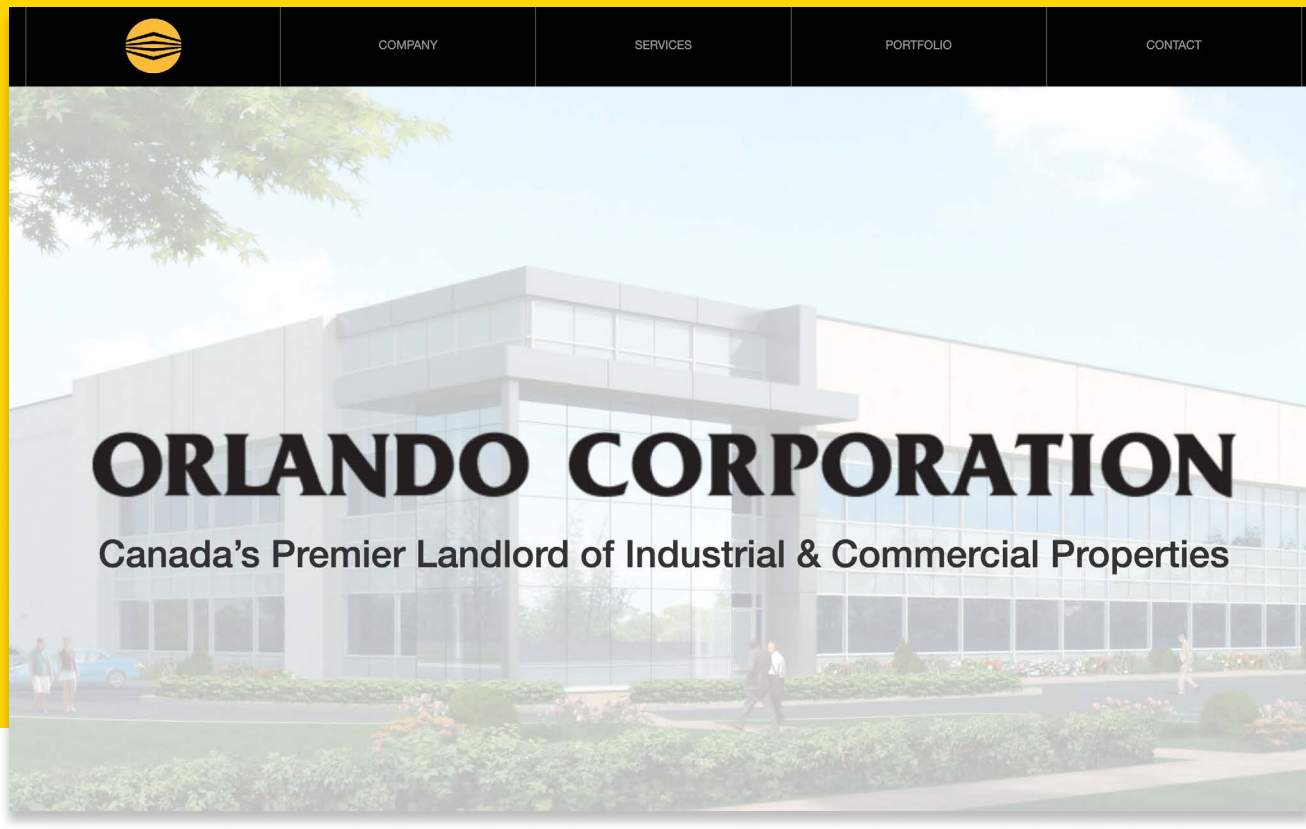 COMPANY
SERVICES
PORTFOLIO
CONTACT
ORLANDO CORPORATION
Canada’s Premier Landlord of Industrial & Commercial Properties